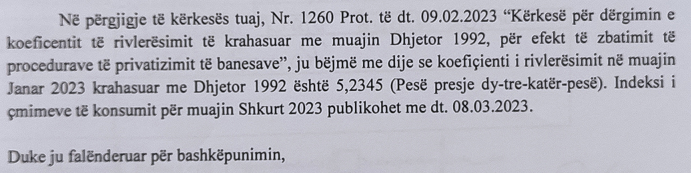 Në përgjigje të kërkesës tuaj, Nr. 1260 Prot. të dt. 09.02.2023 “Kërkesë për dërgimin e
koeficentit të rivlerësimit të krahasuar me muajin Dhjetor 1992, për efekt të zbatimit të
procedurave të privatizimit të banesave”, ju bëjmë me dije se koefiçienti i rivlerësimit në muajin
Janar 2023 krahasuar me Dhjetor 1992 është 5,2345 (Pesë presje dy-tre-katër-pesë). Indeksi i
çmimeve të konsumit për muajin Shkurt 2023 publikohet me dt. 08.03.2023.
Duke ju falënderuar për bashkëpunimin,